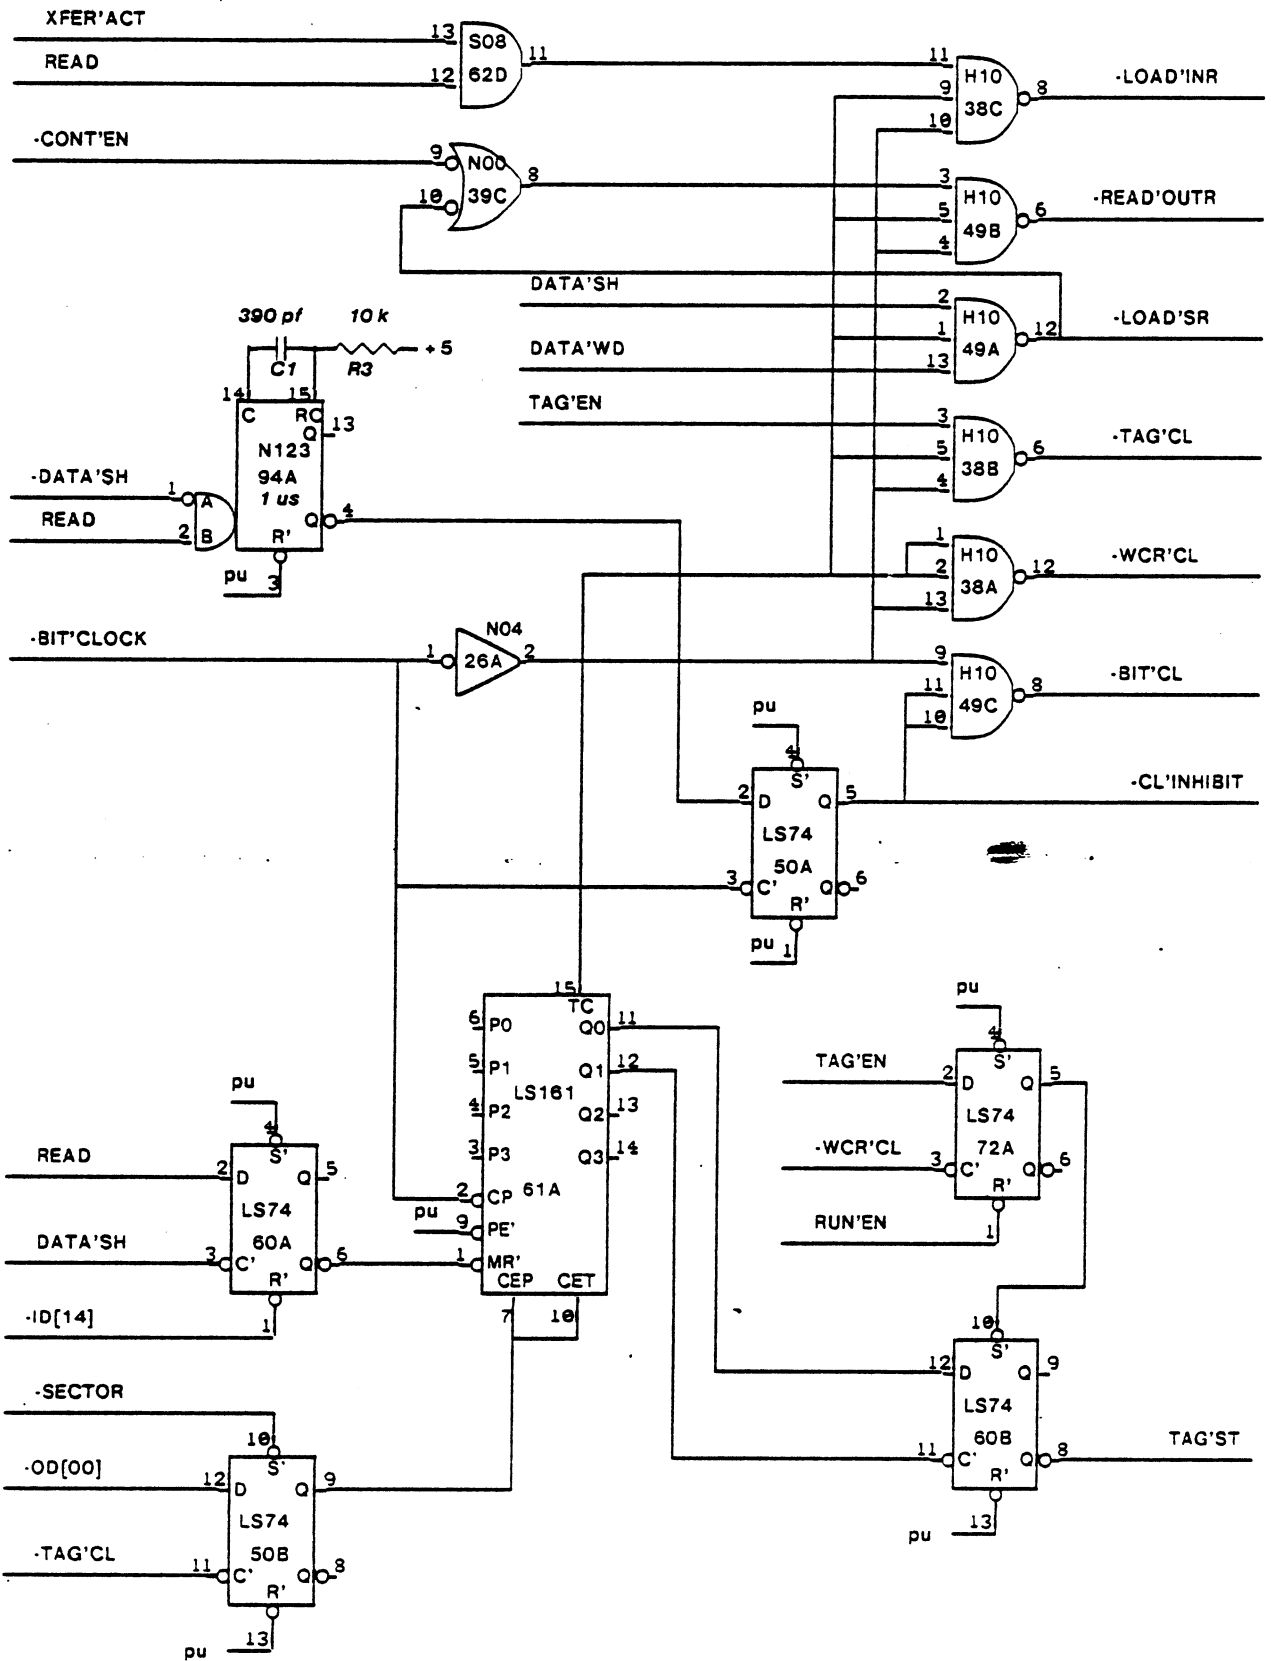 XFER'ACT
13
S08
11
READ
12
62D
11
H10
-LOAD'INR
9
8
38C
10
-CONT'EN
9
N00
8
10
39C
3
H10
-READ'OUTR
5
6
49B
4
DATA'SH
2
H10
-LOAD'SR
1
12
49A
DATA'WD
13
390 pf
10 k
+5
C1
R3
14
15
C
RC
Q
13
N123
94A
1 us
-DATA'SH
1
A
READ
2
B
Q
4
R'
pu
3
TAG'EN
3
H10
-TAG'CL
5
6
38B
4
1
H10
-WCR'CL
2
12
38A
13
-BIT'CLOCK
N04
1
26A
2
9
H10
-BIT'CL
11
8
49C
10
pu
4
S'
2
D
Q
5
-CL'INHIBIT
LS74
50A
3
C'
Q
6
R'
pu
1
15
TC
6
P0
Q0
11
5
P1
Q1
12
LS161
4
P2
Q2
13
3
P3
Q3
14
2
CP
61A
pu
9
PE'
1
MR'
CEP
CET
7
10
pu
4
S'
TAG'EN
2
D
Q
5
LS74
-WCR'CL
72A
3
C'
Q
6
R'
RUN'EN
1
pu
4
S'
READ
2
D
Q
5
LS74
DATA'SH
60A
3
C'
Q
6
R'
-ID[14]
1
-SECTOR
10
S'
-OD[00]
12
D
Q
9
LS74
-TAG'CL
50B
11
C'
Q
8
R'
pu
13
10
S'
12
D
Q
9
LS74
60B
TAG'ST
11
C'
Q
8
R'
pu
13